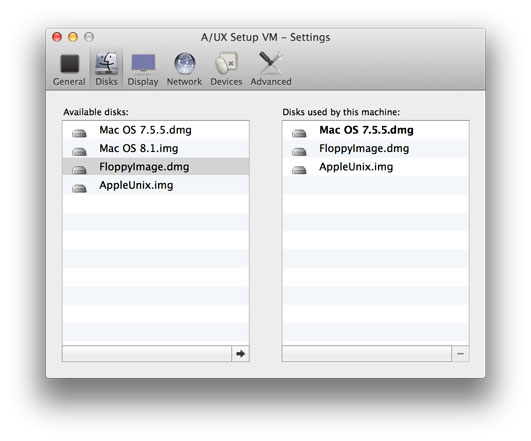 A/UX Setup VM – Settings
General Disks Display Network Devices Advanced
Available disks:
Mac OS 7.5.5.dmg
Mac OS 8.1.img
FloppyImage.dmg
AppleUnix.img
Disks used by this machine:
Mac OS 7.5.5.dmg
FloppyImage.dmg
AppleUnix.img